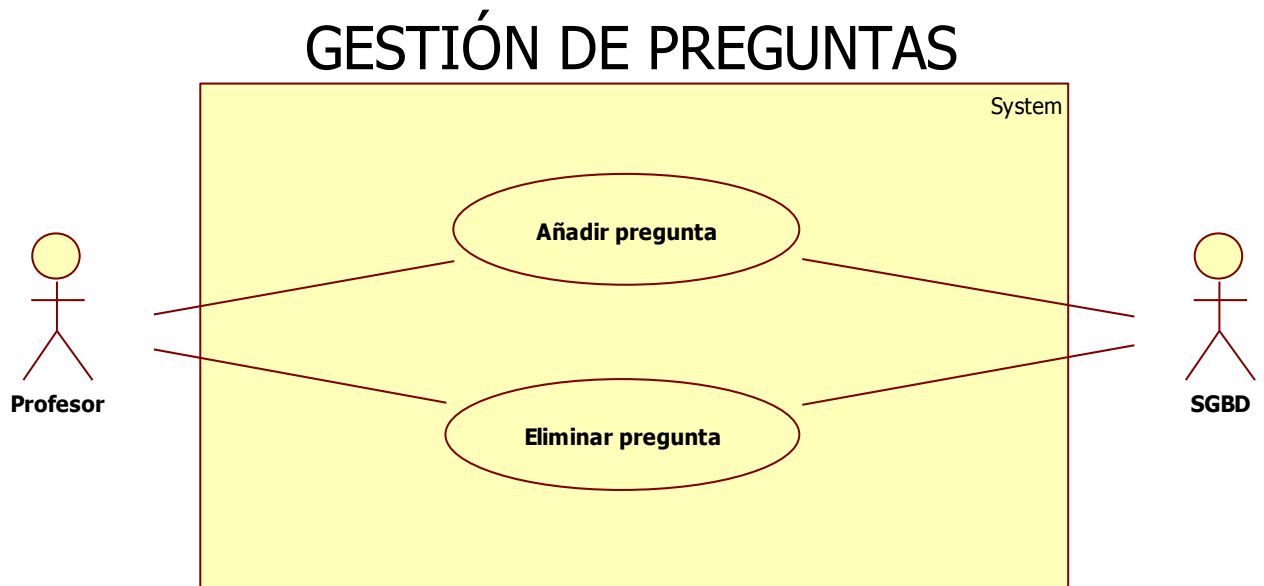 GESTIÓN DE PREGUNTAS
System
Añadir pregunta
Profesor
SGBD
Eliminar pregunta